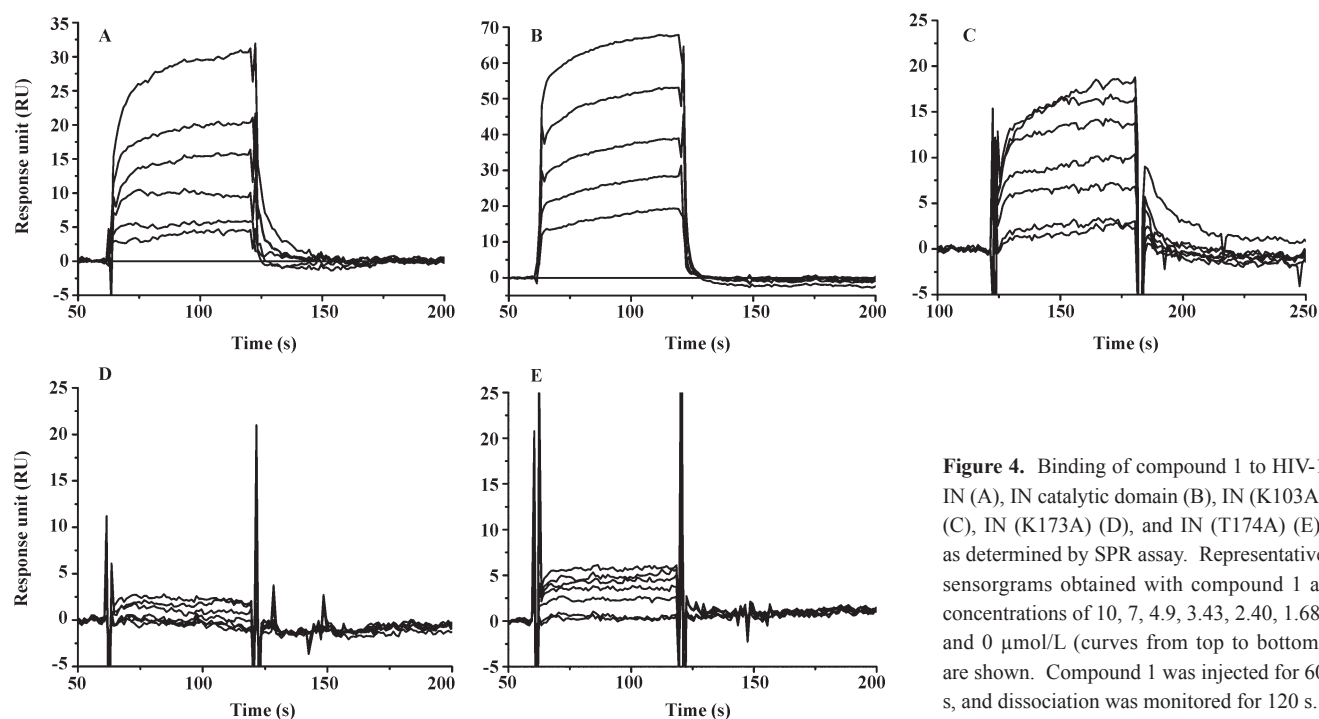 A
35
30
25
20
15
10
5
0
-5
Response unit (RU)
50 100 150 200
Time (s)
B
70
60
50
40
30
20
10
0
-5
50 100 150 200
Time (s)
C
25
20
15
10
5
0
-5
100 150 200 250
Time (s)
D
25
20
15
10
5
0
-5
Response unit (RU)
50 100 150 200
Time (s)
E
25
20
15
10
5
0
-5
50 100 150 200
Time (s)
Figure 4. Binding of compound 1 to HIV-1
IN (A), IN catalytic domain (B), IN (K103A
(C), IN (K173A) (D), and IN (T174A) (E)
as determined by SPR assay. Representative
sensorgrams obtained with compound 1 a
concentrations of 10, 7, 4.9, 3.43, 2.40, 1.68
and 0 µmol/L (curves from top to bottom
are shown. Compound 1 was injected for 60
s, and dissociation was monitored for 120 s.